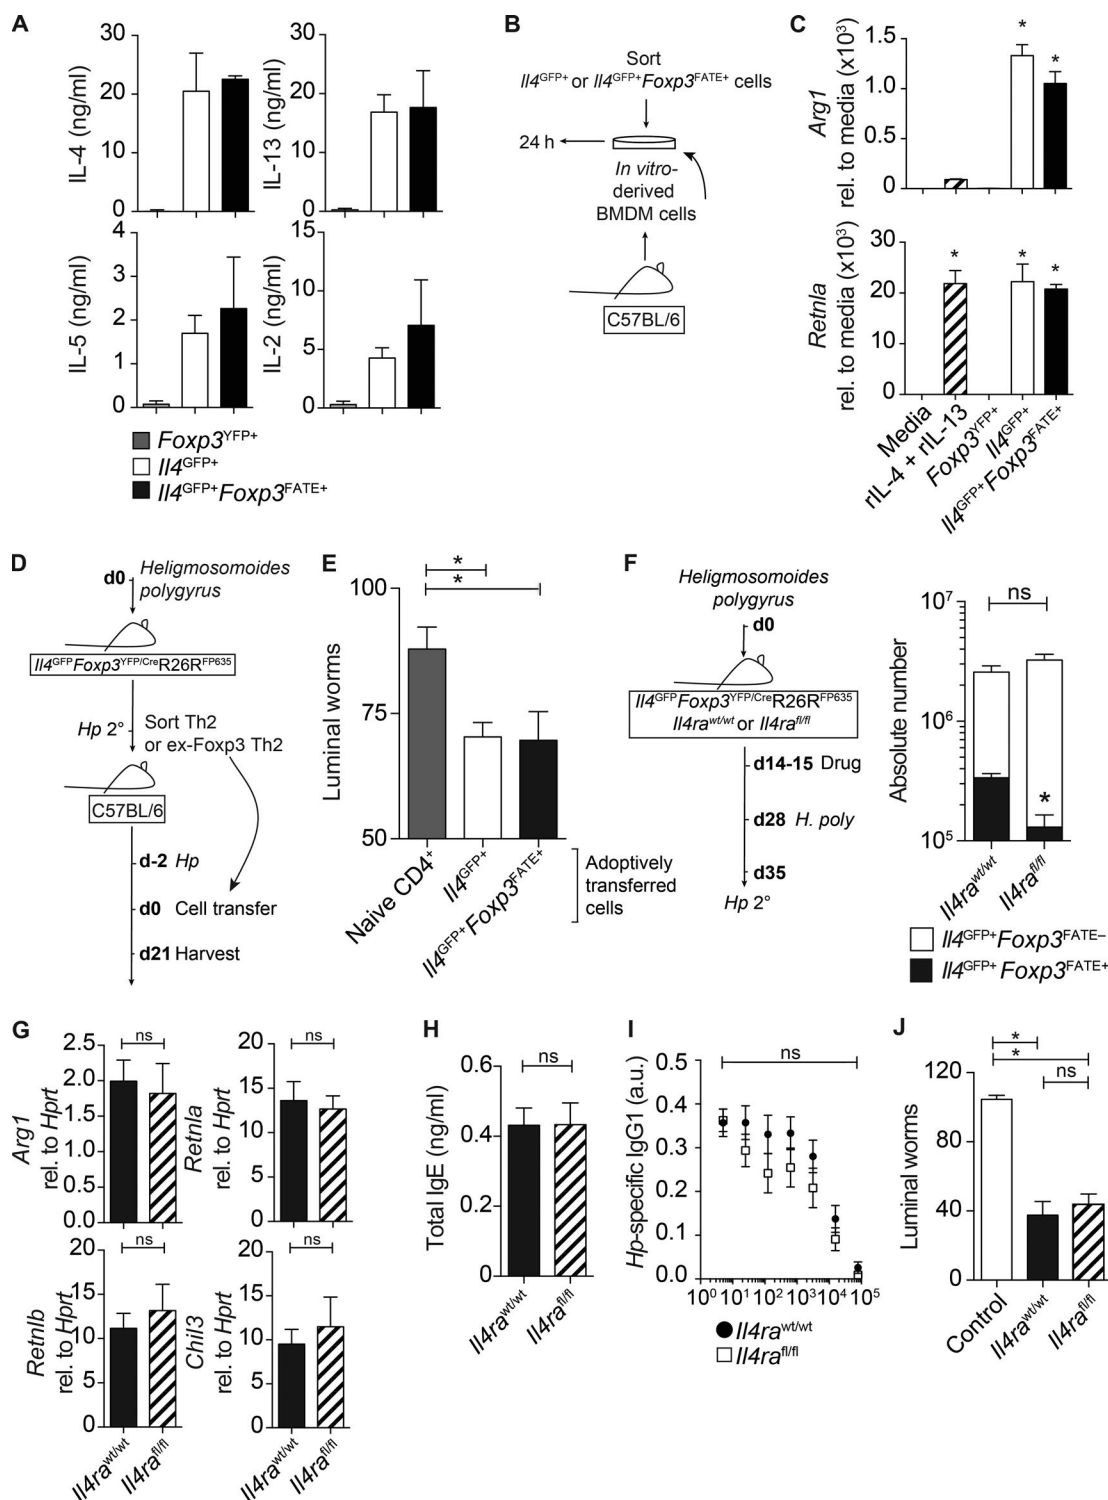 A
IL-4 (ng/ml)
30
20
10
0
IL-13 (ng/ml)
30
20
10
0
IL-5 (ng/ml)
4
3
2
1
0
IL-2 (ng/ml)
15
10
5
0
Foxp3YFP+
Il4GFP+
Il4GFP+Foxp3FATE+
B
Sort
Il4GFP+ or Il4GFP+Foxp3FATE+ cells
24 h
In vitro-
derived
BMDM cells
C57BL/6
C
Arg1
rel. to media (x10³)
1.5
1.0
0.5
0
*
*
Retnla
rel. to media (x10³)
30
20
10
0
* * *
Media
rIL-4 + rIL-13
Foxp3YFP+
Il4GFP+
Il4GFP+Foxp3FATE+
D
d0
Heligmosomoides
polygyrus
Il4GFPFoxp3YFP/CreR26RFP635
Hp 2°
Sort Th2
or ex-Foxp3 Th2
C57BL/6
d-2 Hp
d0 Cell transfer
d21 Harvest
E
Luminal worms
100
75
50
*
*
Naive CD4+
Il4GFP+
Il4GFP+Foxp3FATE+
Adoptively
transferred
cells
F
Heligmosomoides
polygyrus
d0
Il4GFPFoxp3YFP/CreR26RFP635
Il4rawt/wt or Il4rafl/fl
d14-15 Drug
d28 H. poly
d35
Hp 2°
Absolute number
10⁷
10⁶
10⁵
ns
*
Il4rawt/wt
Il4rafl/fl
Il4GFP+Foxp3FATE–
Il4GFP+Foxp3FATE+
G
Arg1
rel. to Hprt
2.5
2.0
1.5
1.0
0.5
0.0
ns
Retnla
rel. to Hprt
20
15
10
5
0
ns
Retnlb
rel. to Hprt
20
15
10
5
0
ns
Chil3
rel. to Hprt
20
15
10
5
0
ns
Il4rawt/wt
Il4rafl/fl
Il4rawt/wt
Il4rafl/fl
H
Total IgE (ng/ml)
0.6
0.4
0.2
0
ns
Il4rawt/wt
Il4rafl/fl
I
Hp-specific IgG1 (a.u.)
0.5
0.4
0.3
0.2
0.1
0.0
ns
10⁰ 10¹ 10² 10³ 10⁴ 10⁵
Il4rawt/wt
Il4rafl/fl
J
Luminal worms
120
80
40
0
*
*
ns
Control
Il4rawt/wt
Il4rafl/fl